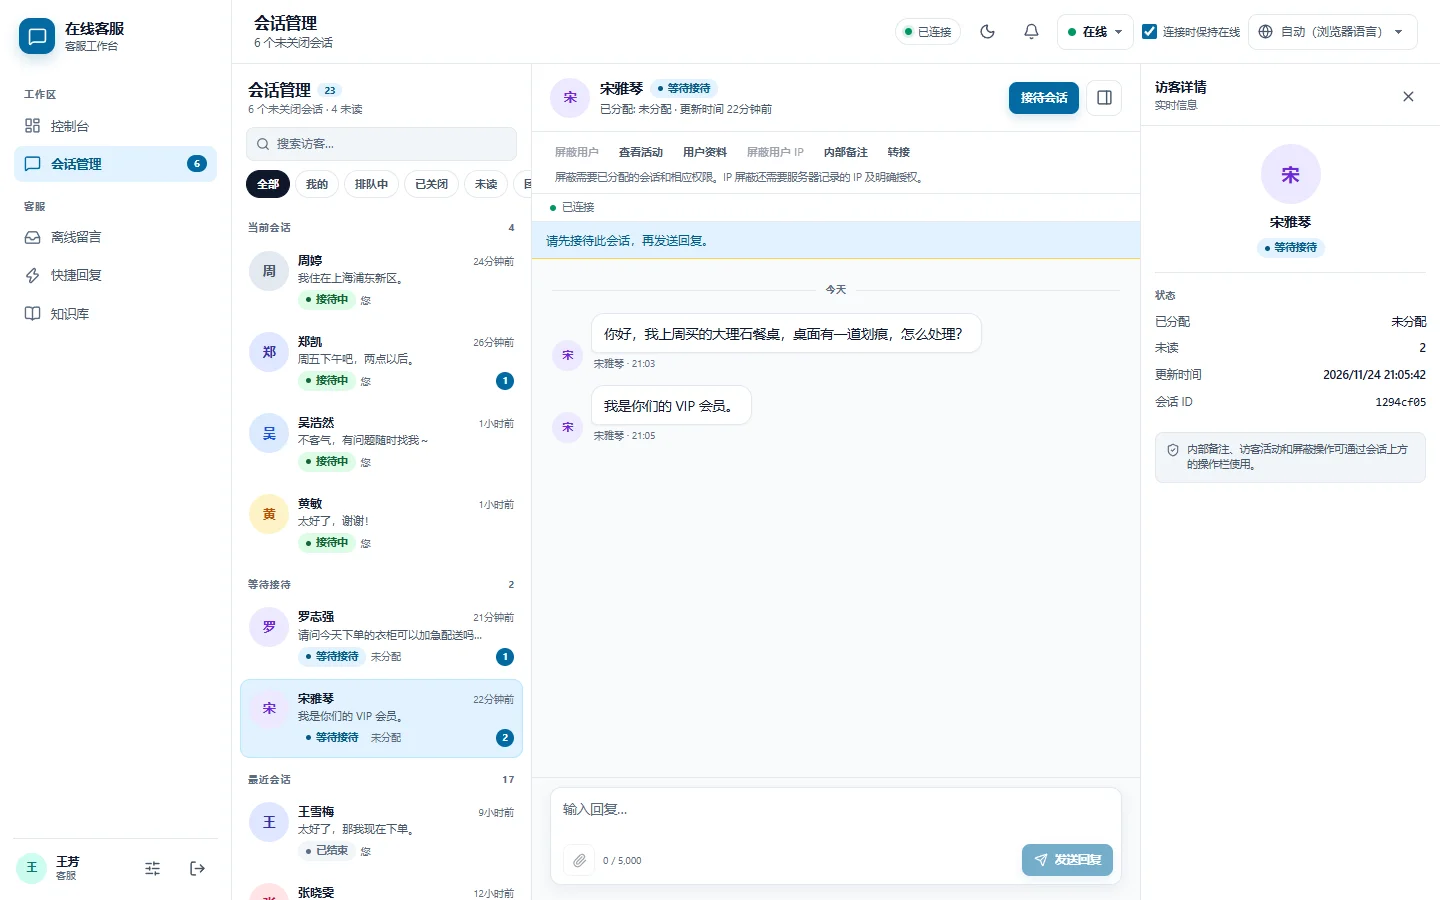 在线客服
客服工作台
工作区
控制台
会话管理
6
客服
离线留言
快捷回复
知识库
王
王芳
客服
会话管理
6 个未关闭会话
已连接
在线
连接时保持在线
自动（浏览器语言）
会话管理 23
6 个未关闭会话 · 4 未读
搜索访客...
全部
我的
排队中
已关闭
未读
当前会话
4
周
周婷
24分钟前
我住在上海浦东新区。
接待中
您
郑
郑凯
26分钟前
周五下午吧，两点以后。
接待中
您
1
吴
吴浩然
1小时前
不客气，有问题随时找我～
接待中
您
黄
黄敏
1小时前
太好了，谢谢！
接待中
您
等待接待
2
罗
罗志强
21分钟前
请问今天下单的衣柜可以加急配送吗...
等待接待
未分配
1
宋
宋雅琴
22分钟前
我是你们的 VIP 会员。
等待接待
未分配
2
最近会话
17
王
王雪梅
9小时前
太好了，那我现在下单。
已结束
您
张晓雯
12小时前
宋
宋雅琴
等待接待
已分配: 未分配 · 更新时间 22分钟前
接待会话
屏蔽用户
查看活动
用户资料
屏蔽用户 IP
内部备注
转接
屏蔽需要已分配的会话和相应权限。IP 屏蔽还需要服务器记录的 IP 及明确授权。
已连接
请先接待此会话，再发送回复。
今天
宋
你好，我上周买的大理石餐桌，桌面有一道划痕，怎么处理？
宋雅琴 · 21:03
宋
我是你们的 VIP 会员。
宋雅琴 · 21:05
输入回复...
0 / 5,000
发送回复
访客详情
实时信息
宋
宋雅琴
等待接待
状态
已分配
未分配
未读
2
更新时间
2026/11/24 21:05:42
会话 ID
1294cf05
内部备注、访客活动和屏蔽操作可通过会话上方
的操作栏使用。